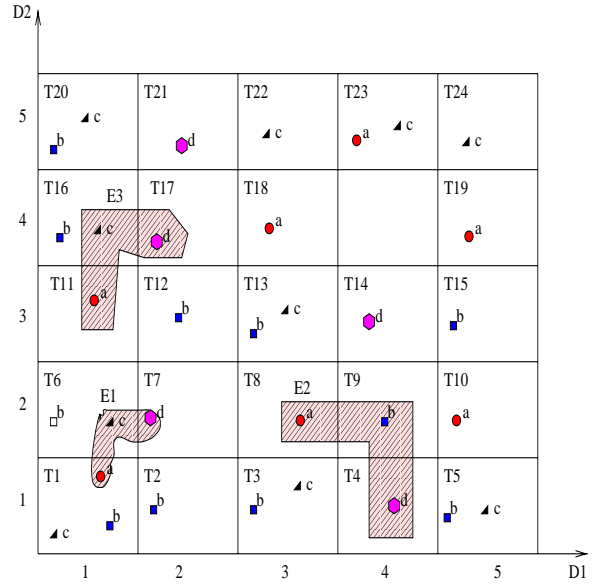 D2
T20 T21 T22 T23 T24
5
c c a c c
b d
T16 E3 T17 T18 T19
4
b c d a a
T11 T12 T13 T14 T15
3
a b b c d b
T6 E1 T7 T8 E2 T9 T10
2
b c d a b a
T1 T2 T3 T4 T5
1
a c d
c b b b b c
1 2 3 4 5 D1